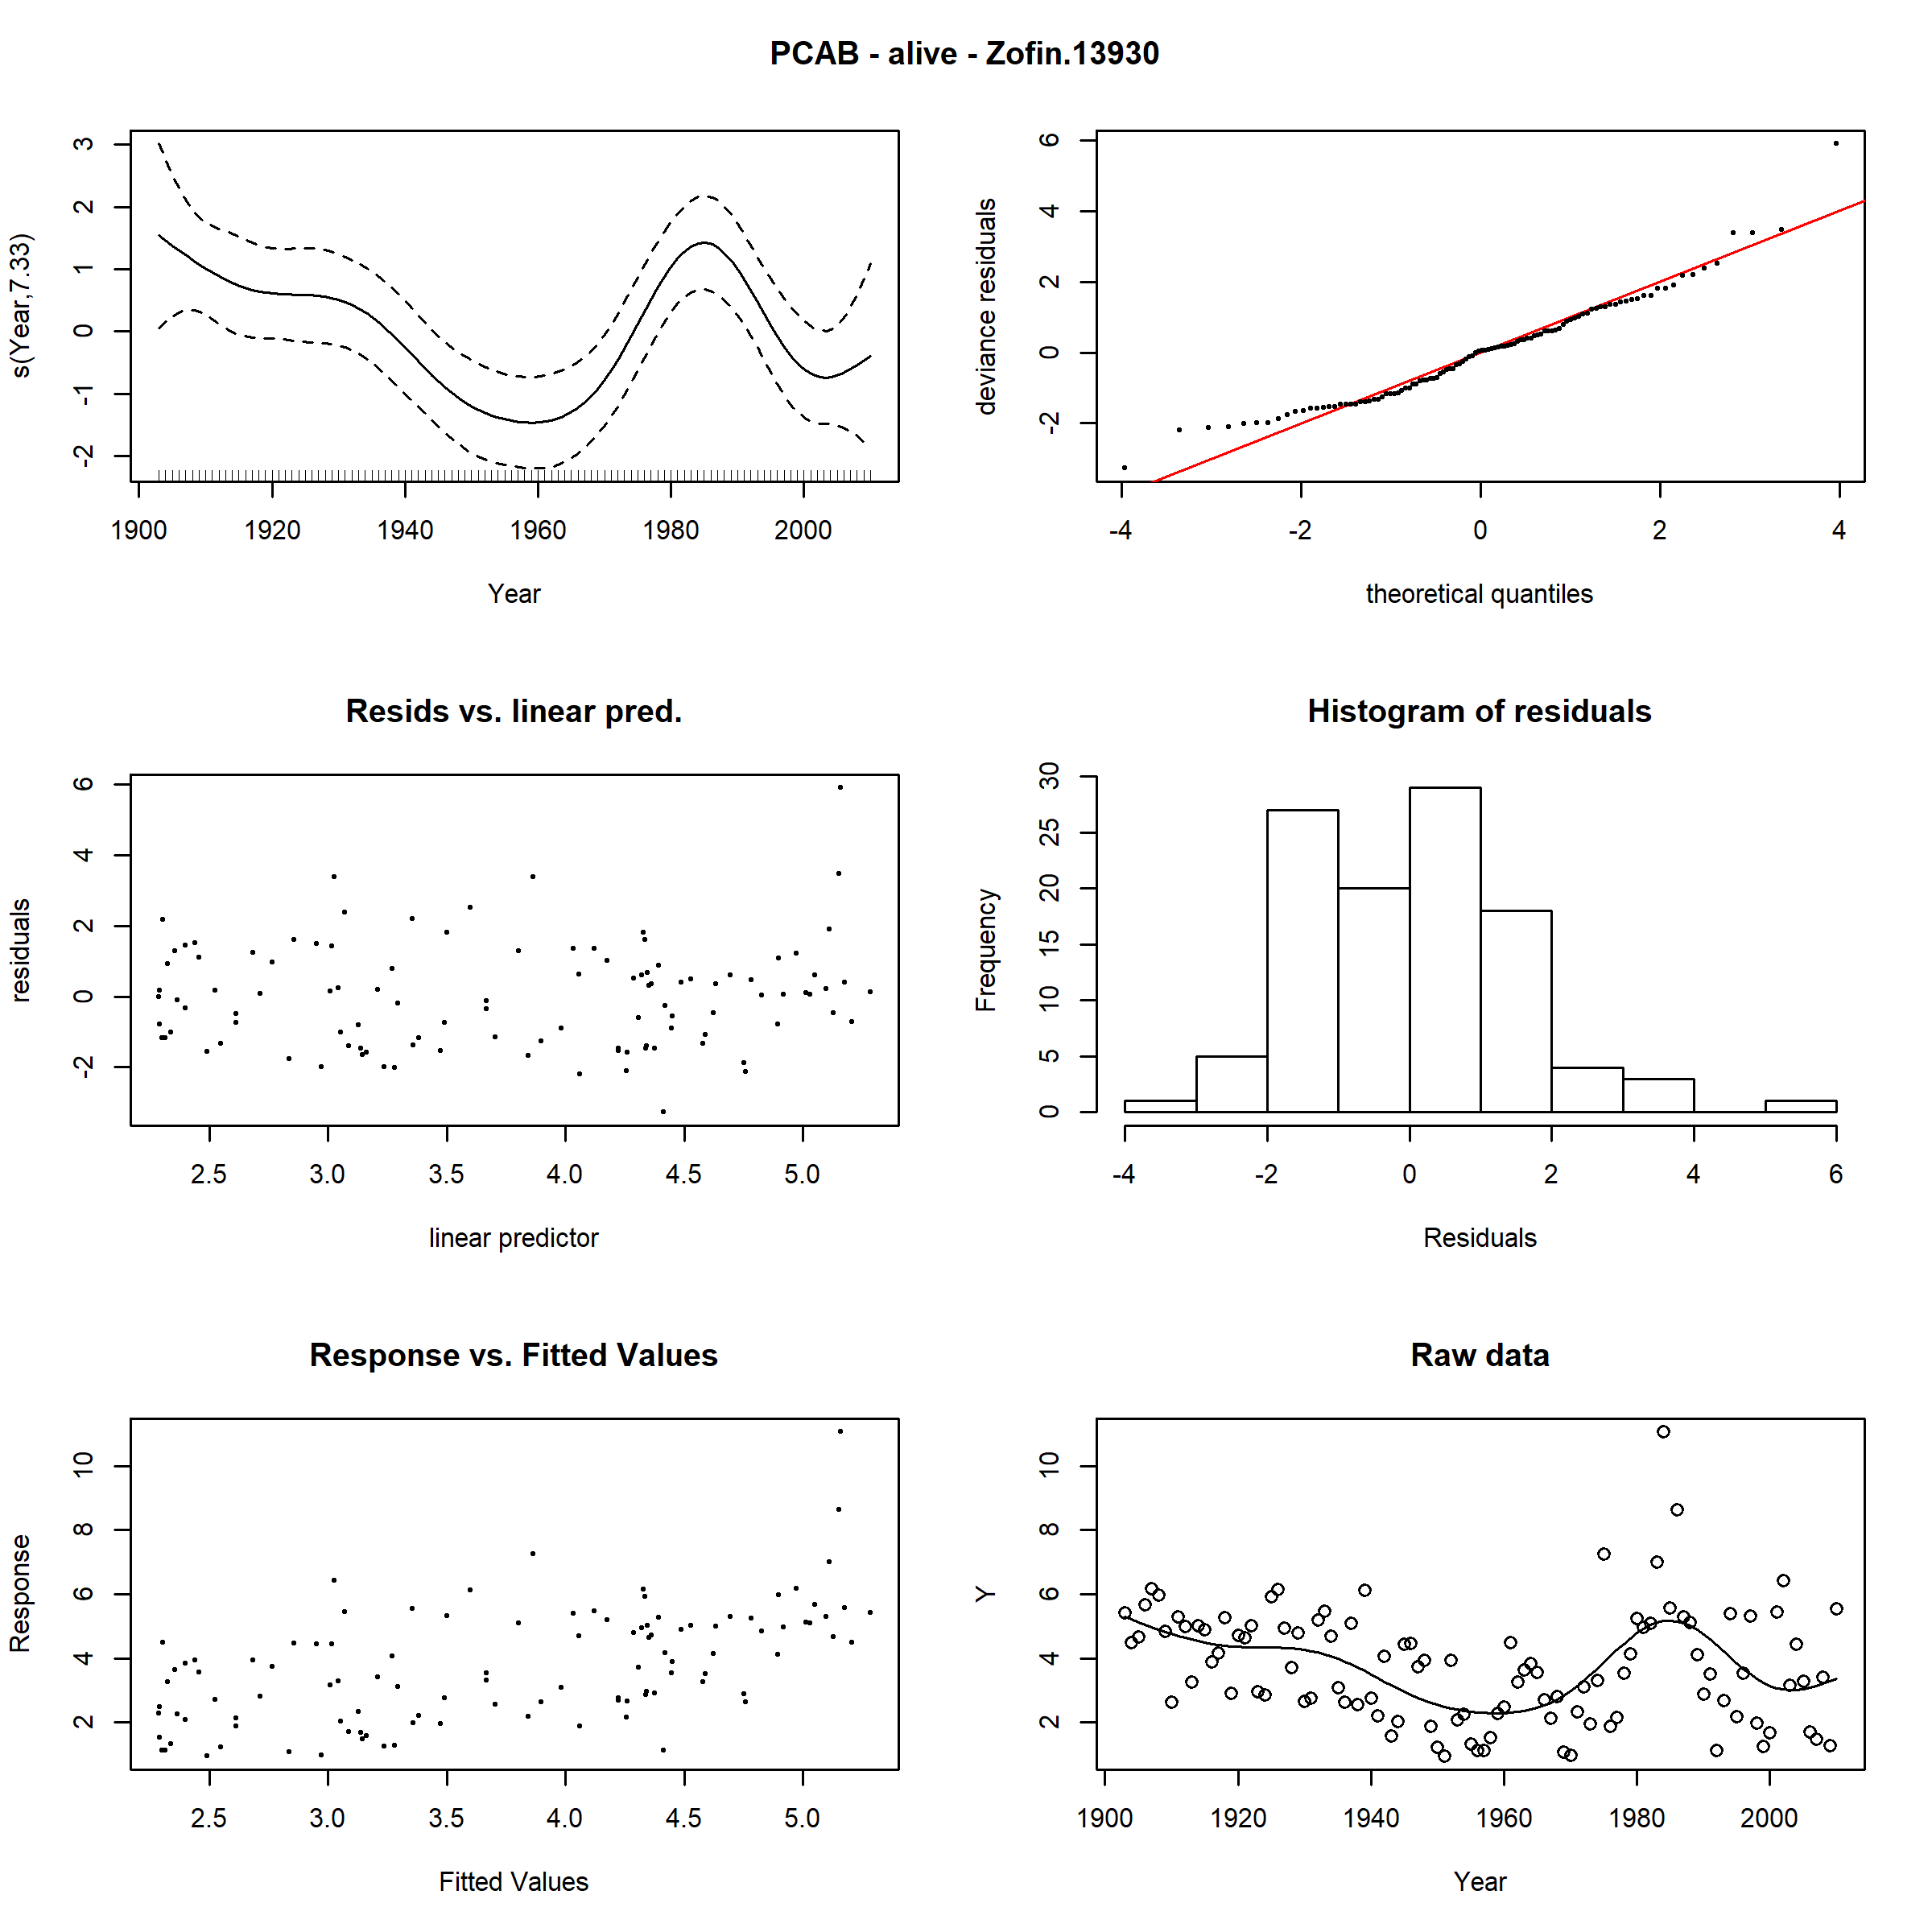 PCAB - alive - Zofin.13930
s(Year,7.33)
3
2
1
0
-1
-2
1900 1920 1940 1960 1980 2000
Year
deviance residuals
6
4
2
0
-2
-4 -2 0 2 4
theoretical quantiles
Resids vs. linear pred.
residuals
6
4
2
0
-2
2.5 3.0 3.5 4.0 4.5 5.0
linear predictor
Histogram of residuals
Frequency
30
25
20
15
10
5
0
-4 -2 0 2 4 6
Residuals
Response vs. Fitted Values
Response
10
8
6
4
2
2.5 3.0 3.5 4.0 4.5 5.0
Fitted Values
Raw data
Y
10
8
6
4
2
1900 1920 1940 1960 1980 2000
Year